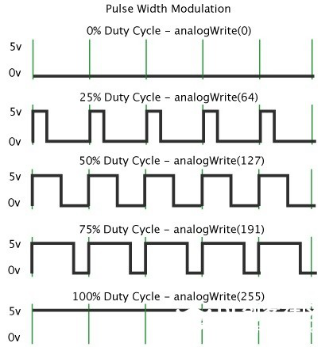 Pulse Width Modulation
0% Duty Cycle - analogWrite(0)
5v
0v
25% Duty Cycle - analogWrite(64)
5v
0v
50% Duty Cycle - analogWrite(127)
5v
0v
75% Duty Cycle - analogWrite(191)
5v
0v
100% Duty Cycle - analogWrite(255)
5v
0v